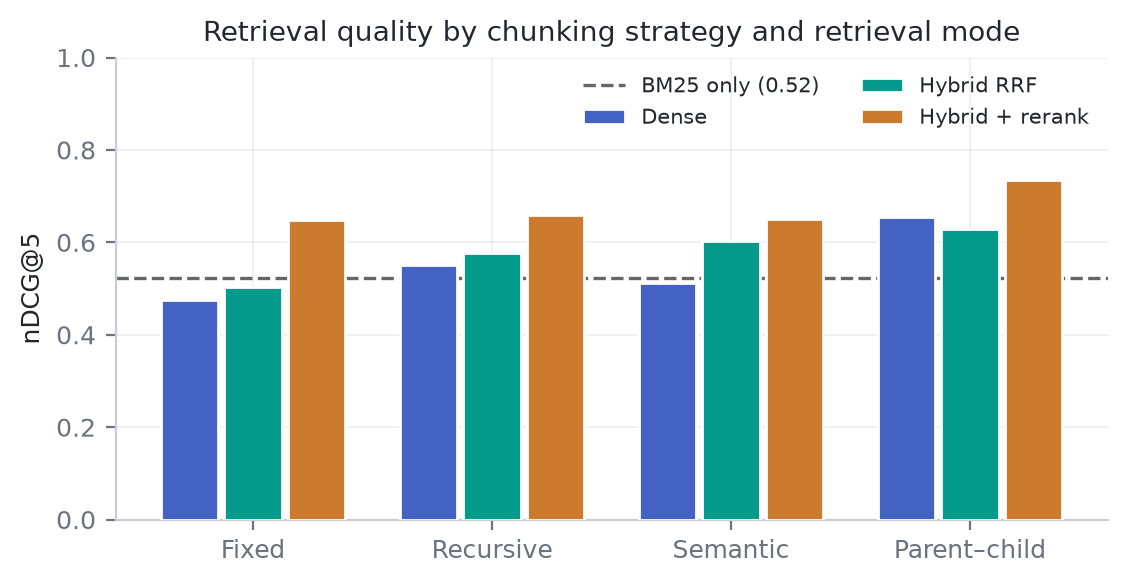 Retrieval quality by chunking strategy and retrieval mode
BM25 only (0.52)
Dense
Hybrid RRF
Hybrid + rerank
nDCG@5
1.0
0.8
0.6
0.4
0.2
0.0
Fixed
Recursive
Semantic
Parent–child